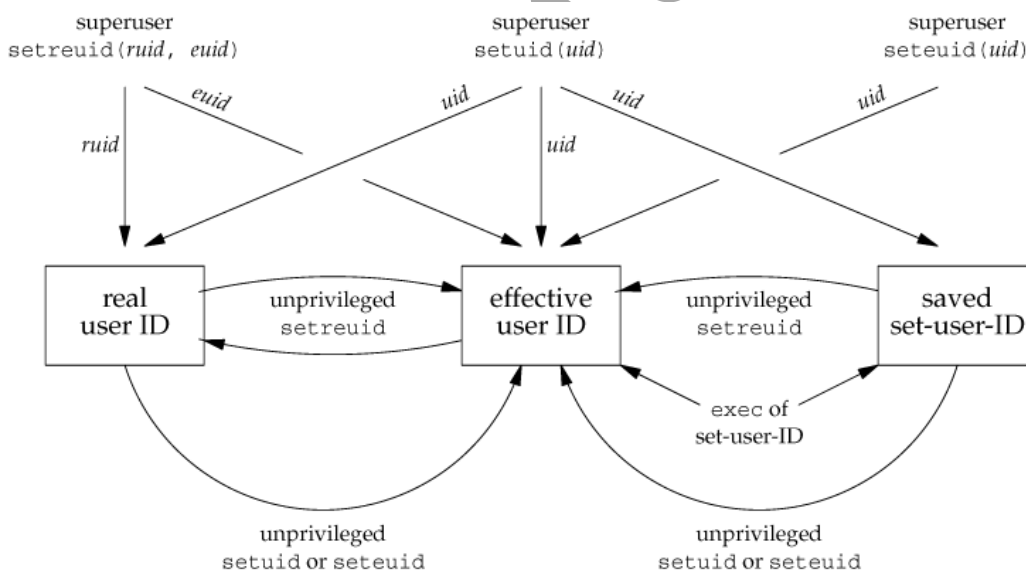 superuser
setreuid(ruid, euid)
superuser
setuid(uid)
superuser
seteuid(uid)
euid
ruid
uid
uid
uid
uid
real
user ID
unprivileged
setreuid
effective
user ID
unprivileged
setreuid
saved
set-user-ID
exec of
set-user-ID
unprivileged
setuid or seteuid
unprivileged
setuid or seteuid